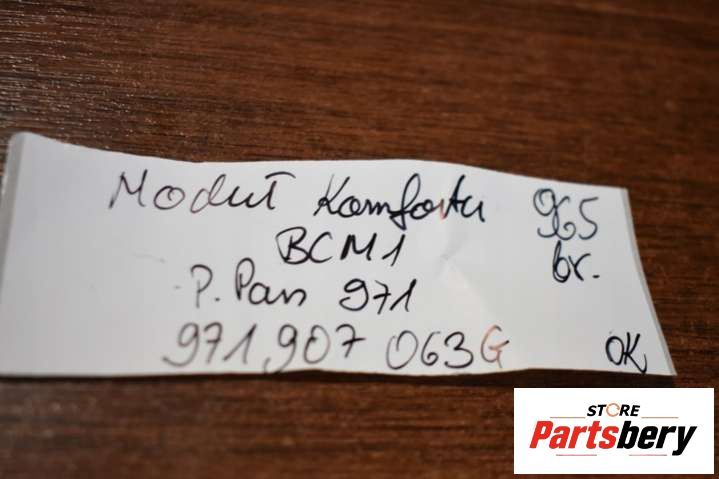 Moduł Komfortu 965
BCM1 br.
P. Pan 971
971,907 063G OK
STORE
Partsbery